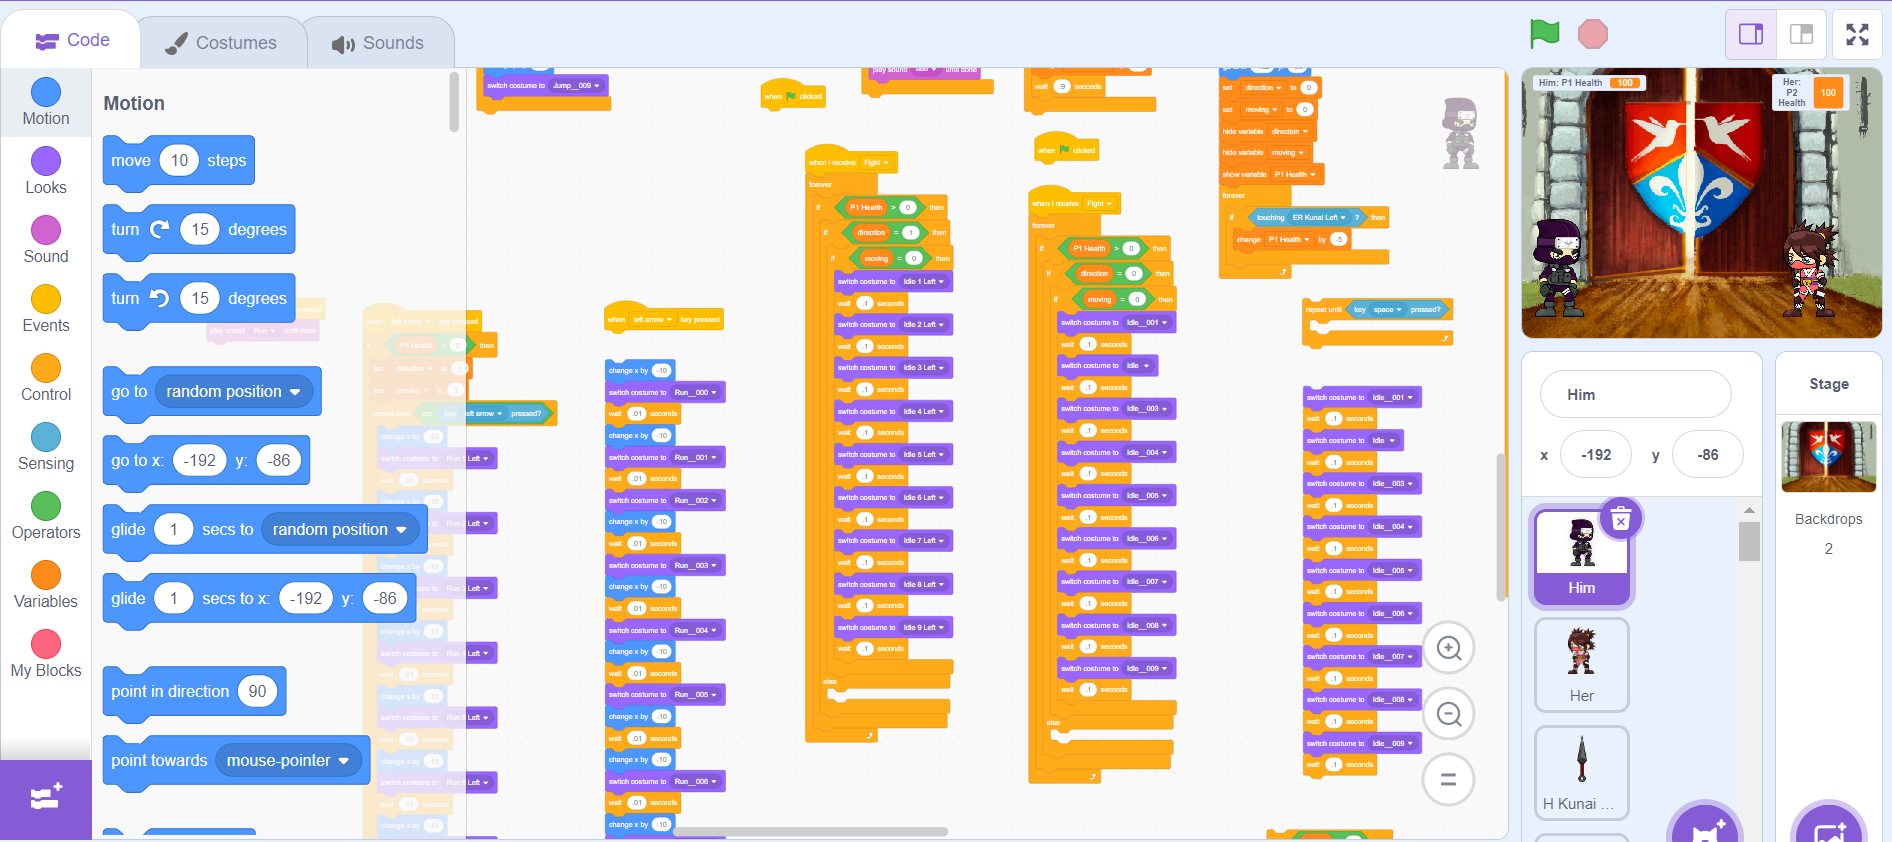 Code
Costumes
Sounds
Motion
Looks
Sound
Events
Control
Sensing
Operators
Variables
My Blocks
Motion
move 10 steps
turn 15 degrees
turn 15 degrees
go to random position
go to x: -192 y: -86
glide 1 secs to random position
glide 1 secs to x: -192 y: -86
point in direction 90
point towards mouse-pointer
switch costume to Jump__009
when left arrow key pressed
change x by -10
switch costume to Run__000
wait .01 seconds
change x by -10
switch costume to Run__001
wait .01 seconds
switch costume to Run__002
change x by -10
wait .01 seconds
switch costume to Run__003
change x by -10
wait .01 seconds
switch costume to Run__004
change x by -10
wait .01 seconds
switch costume to Run__005
change x by -10
wait .01 seconds
change x by -10
switch costume to Run__006
wait .01 seconds
change x by -10
when clicked
when I receive Fight
forever
if P1 Health > 0 then
if direction = 1 then
if moving = 0 then
switch costume to Idle 1 Left
wait .1 seconds
switch costume to Idle 2 Left
wait .1 seconds
switch costume to Idle 3 Left
wait .1 seconds
switch costume to Idle 4 Left
wait .1 seconds
switch costume to Idle 5 Left
wait .1 seconds
switch costume to Idle 6 Left
wait .1 seconds
switch costume to Idle 7 Left
wait .1 seconds
switch costume to Idle 8 Left
wait .1 seconds
switch costume to Idle 9 Left
wait .1 seconds
else
wait .9 seconds
when clicked
when I receive Fight
forever
if P1 Health > 0 then
if direction = 0 then
if moving = 0 then
switch costume to Idle__001
wait .1 seconds
switch costume to Idle
wait .1 seconds
switch costume to Idle__003
wait .1 seconds
switch costume to Idle__004
wait .1 seconds
switch costume to Idle__005
wait .1 seconds
switch costume to Idle__006
wait .1 seconds
switch costume to Idle__007
wait .1 seconds
switch costume to Idle__008
wait .1 seconds
switch costume to Idle__009
wait .1 seconds
else
set direction to 0
set moving to 0
hide variable direction
hide variable moving
show variable P1 Health
forever
if touching ER Kunai Left ? then
change P1 Health by -5
repeat until key space pressed?
switch costume to Idle__001
wait .1 seconds
switch costume to Idle
wait .1 seconds
switch costume to Idle__003
wait .1 seconds
switch costume to Idle__004
wait .1 seconds
switch costume to Idle__005
wait .1 seconds
switch costume to Idle__006
wait .1 seconds
switch costume to Idle__007
wait .1 seconds
switch costume to Idle__008
wait .1 seconds
switch costume to Idle__009
wait .1 seconds
Him: P1 Health 100
Her: P2 Health 100
Him
x -192 y -86
Him
Her
H Kunai ...
Stage
Backdrops
2